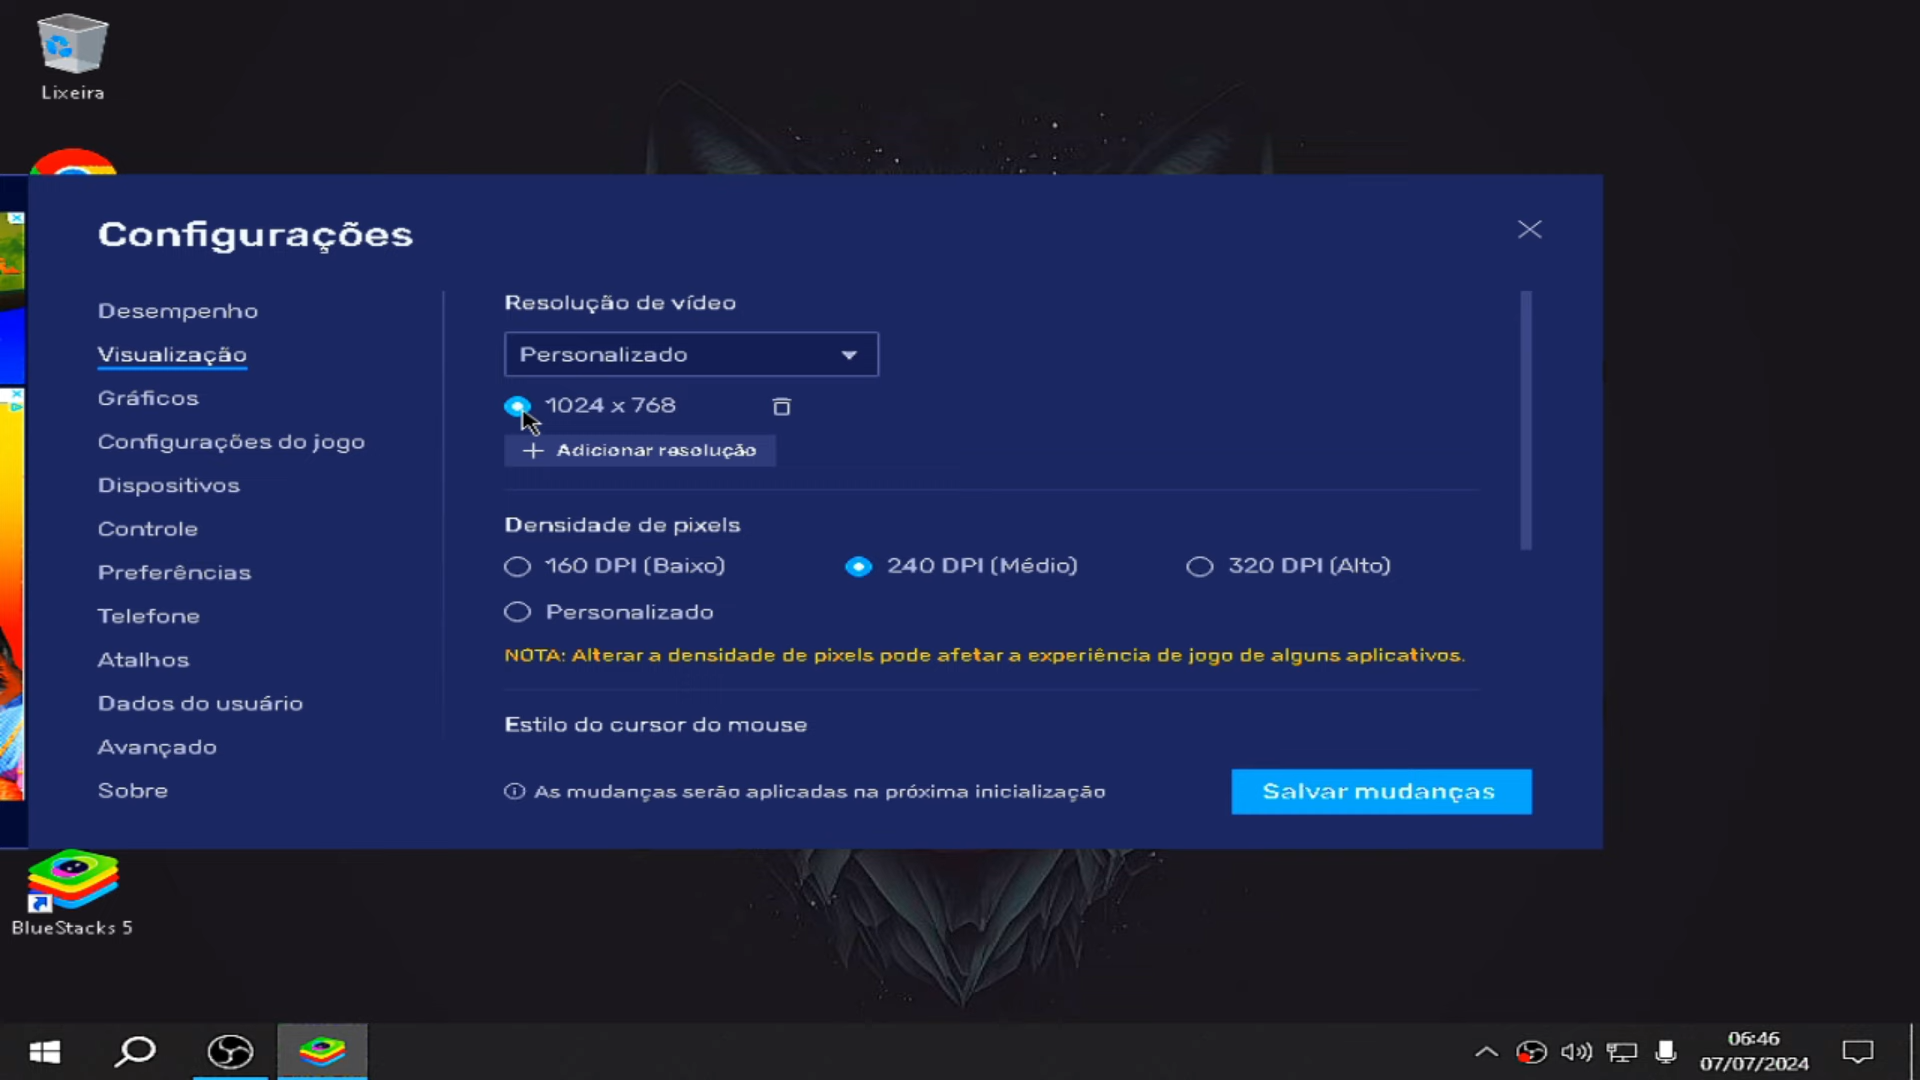 Lixeira
Configurações
Desempenho
Visualização
Gráficos
Configurações do jogo
Dispositivos
Controle
Preferências
Telefone
Atalhos
Dados do usuário
Avançado
Sobre
Resolução de vídeo
Personalizado
1024 x 768
Adicionar resolução
Densidade de pixels
160 DPI (Baixo)
240 DPI (Médio)
320 DPI (Alto)
Personalizado
NOTA: Alterar a densidade de pixels pode afetar a experiência de jogo de alguns aplicativos.
Estilo do cursor do mouse
As mudanças serão aplicadas na próxima inicialização
Salvar mudanças
BlueStacks 5
06:46
07/07/2024